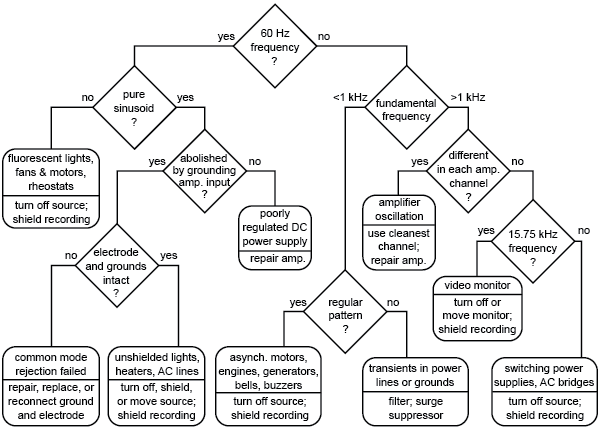 60 Hz
frequency
?
yes
no
pure
sinusoid
?
no
yes
<1 kHz
fundamental
frequency
>1 kHz
fluorescent lights,
fans & motors,
rheostats
turn off source;
shield recording
abolished
by grounding
amp. input
?
yes
no
different
in each amp.
channel
?
yes
no
poorly
regulated DC
power supply
repair amp.
amplifier
oscillation
use cleanest
channel;
repair amp.
electrode
and grounds
intact
?
no
yes
15.75 kHz
frequency
?
yes
no
video monitor
turn off or
move monitor;
shield recording
regular
pattern
?
yes
no
common mode
rejection failed
repair, replace, or
reconnect ground
and electrode
unshielded lights,
heaters, AC lines
turn off, shield,
or move source;
shield recording
asynch. motors,
engines, generators,
bells, buzzers
turn off source;
shield recording
transients in power
lines or grounds
filter; surge
suppressor
switching power
supplies, AC bridges
turn off source;
shield recording